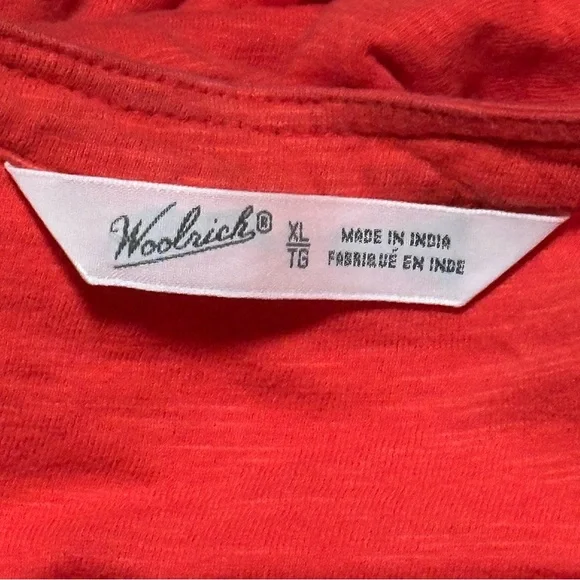 Woolrich®
XL
TG
MADE IN INDIA
FABRIQUÉ EN INDE